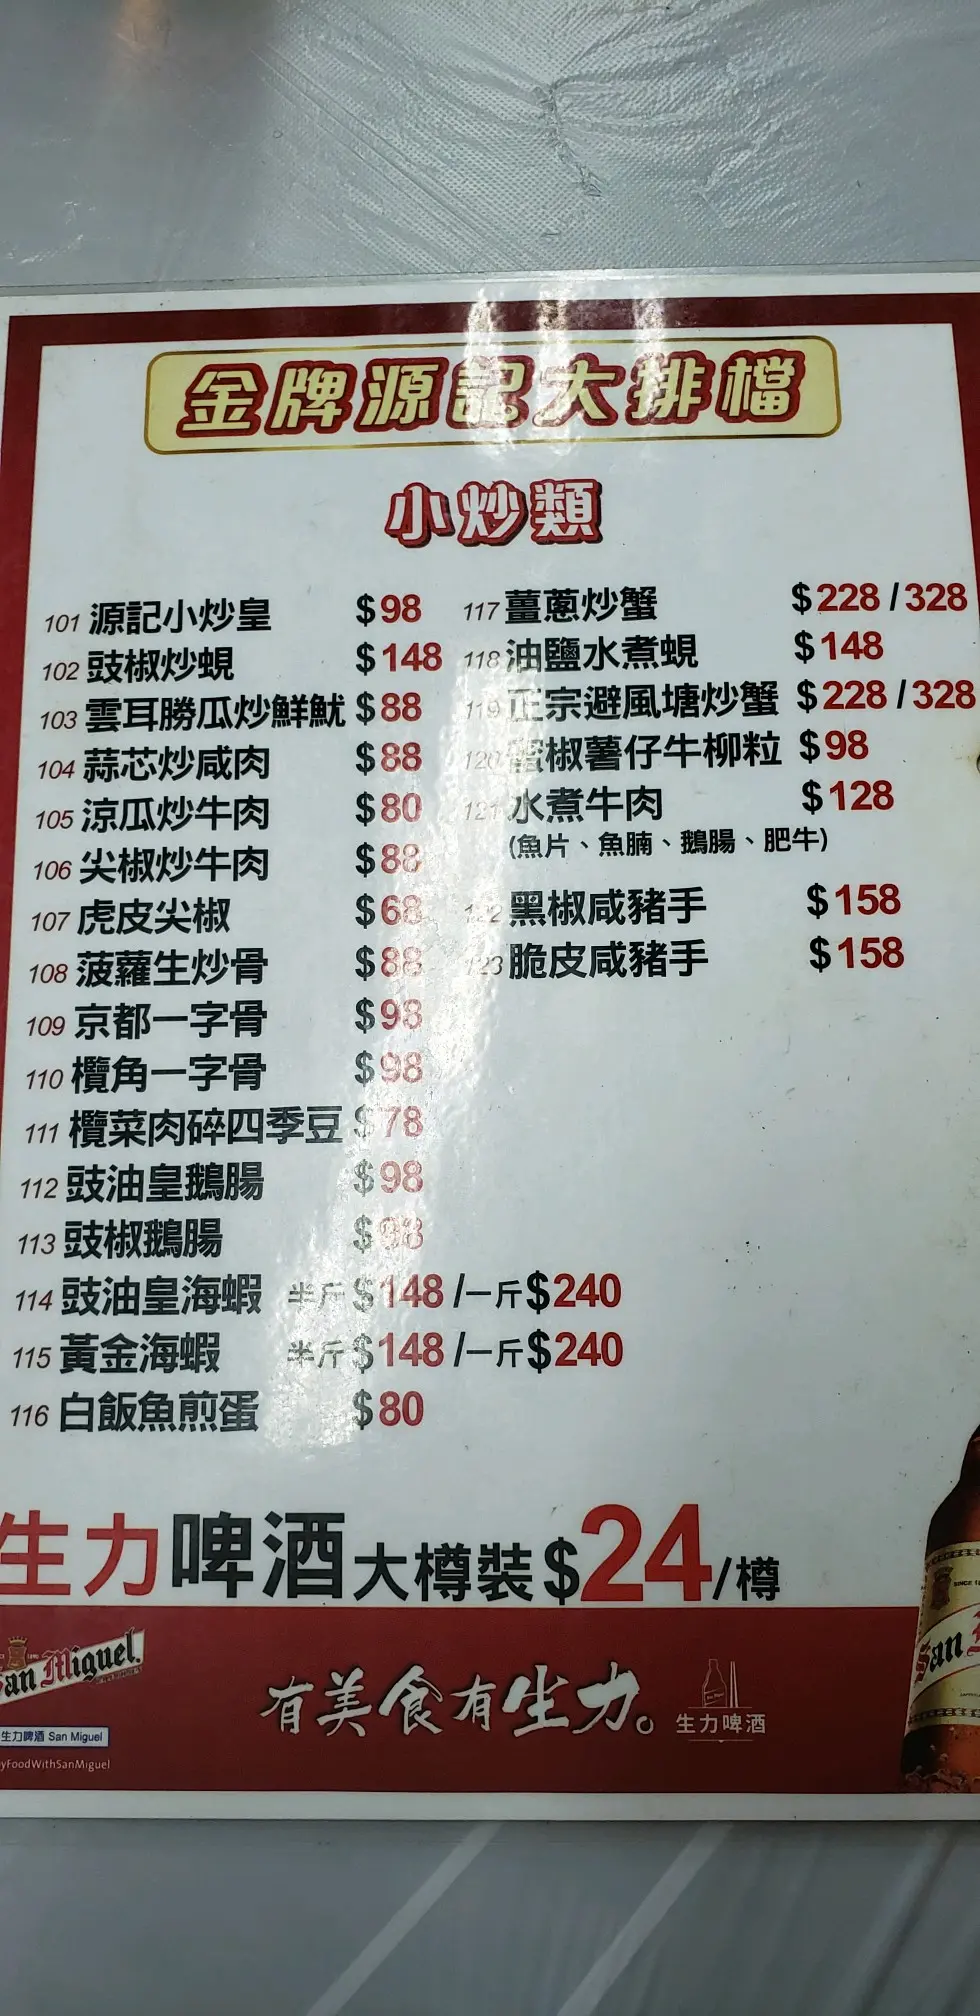 金牌源記大排檔
小炒類
101 源記小炒皇 $98
102 豉椒炒蜆 $148
103 雲耳勝瓜炒鮮魷 $88
104 蒜芯炒咸肉 $88
105 涼瓜炒牛肉 $80
106 尖椒炒牛肉 $88
107 虎皮尖椒 $68
108 菠蘿生炒骨 $88
109 京都一字骨 $98
110 欖角一字骨 $98
111 欖菜肉碎四季豆 $78
112 豉油皇鵝腸 $98
113 豉椒鵝腸 $98
114 豉油皇海蝦 半斤$148/一斤$240
115 黃金海蝦 半斤$148/一斤$240
116 白飯魚煎蛋 $80
117 薑蔥炒蟹 $228/328
118 油鹽水煮蜆 $148
119 正宗避風塘炒蟹 $228/328
120 蜜椒薯仔牛柳粒 $98
121 水煮牛肉 $128
(魚片、魚腩、鵝腸、肥牛)
122 黑椒咸豬手 $158
123 脆皮咸豬手 $158
生力啤酒大樽裝$24/樽
San Miguel
有美食有生力。
生力啤酒
生力啤酒 San Miguel
yFoodWithSanMiguel
San